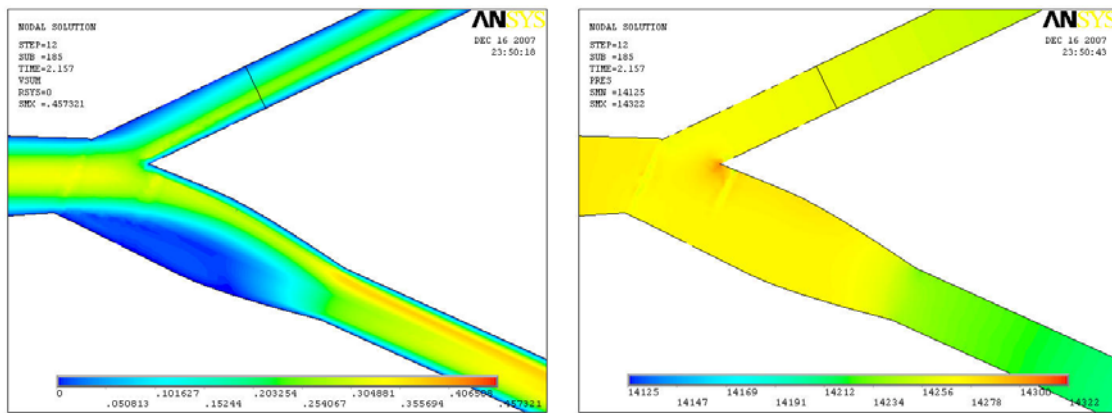 NODAL SOLUTION
STEP=12
SUB =185
TIME=2.157
VSUM
RSYS=0
SMX =.457321
ANSYS
DEC 16 2007
23:50:18
0 .101627 .203254 .304881 .406508
.050813 .15244 .254067 .355694 .457321
NODAL SOLUTION
STEP=12
SUB =185
TIME=2.157
PRES
SMN =14125
SMX =14322
ANSYS
DEC 16 2007
23:50:43
14125 14169 14212 14256 14300
14147 14191 14234 14278 14322